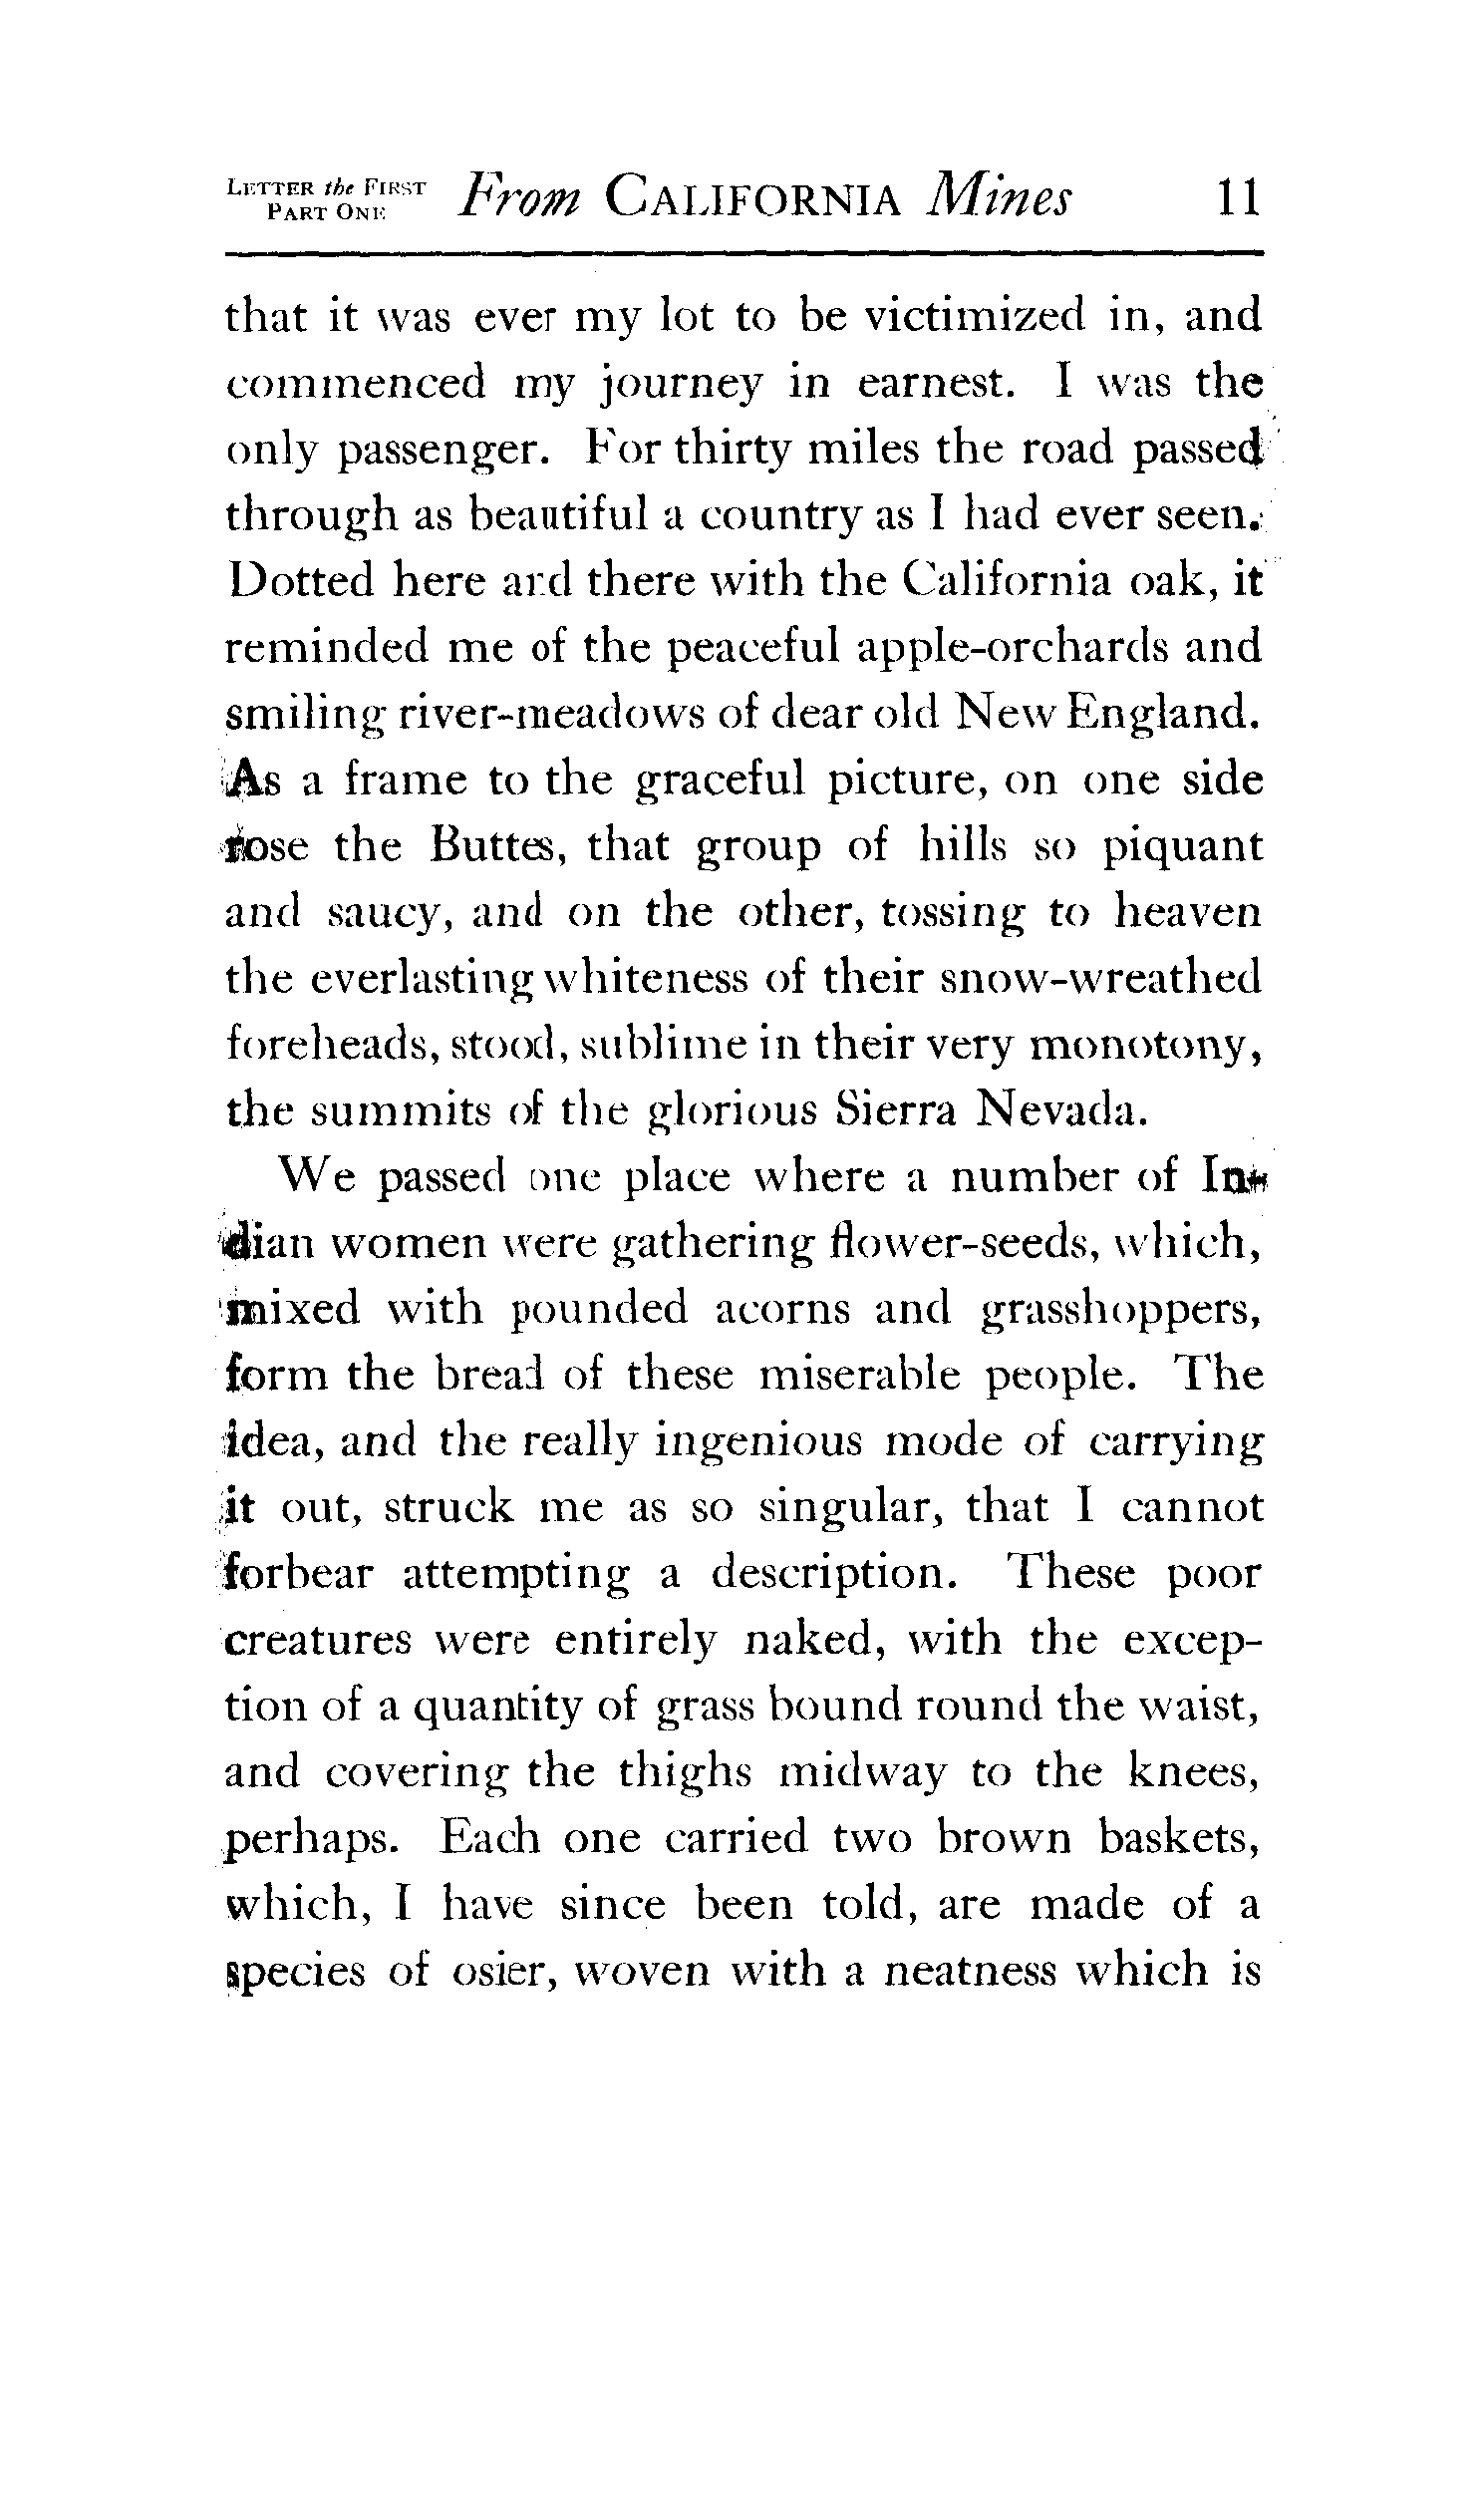 LETTER the FIRST From CALIFORNIA Mines 11
PART ONE
that it was ever my lot to be victimized in, and
commenced my journey in earnest. I was the
only passenger. For thirty miles the road passed
through as beautiful a country as I had ever seen.
Dotted here and there with the California oak, it
reminded me of the peaceful apple-orchards and
smiling river-meadows of dear old New England.
As a frame to the graceful picture, on one side
rose the Buttes, that group of hills so piquant
and saucy, and on the other, tossing to heaven
the everlasting whiteness of their snow-wreathed
foreheads, stood, sublime in their very monotony,
the summits of the glorious Sierra Nevada.
We passed one place where a number of In-
dian women were gathering flower-seeds, which,
mixed with pounded acorns and grasshoppers,
form the bread of these miserable people. The
idea, and the really ingenious mode of carrying
it out, struck me as so singular, that I cannot
forbear attempting a description. These poor
creatures were entirely naked, with the excep-
tion of a quantity of grass bound round the waist,
and covering the thighs midway to the knees,
perhaps. Each one carried two brown baskets,
which, I have since been told, are made of a
species of osier, woven with a neatness which is